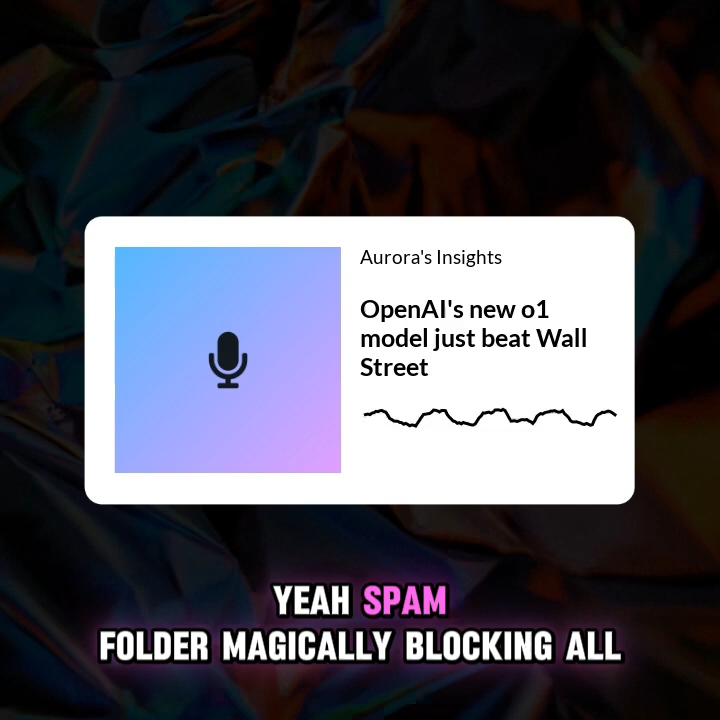 Aurora's Insights
OpenAI's new o1
model just beat Wall
Street
YEAH SPAM
FOLDER MAGICALLY BLOCKING ALL